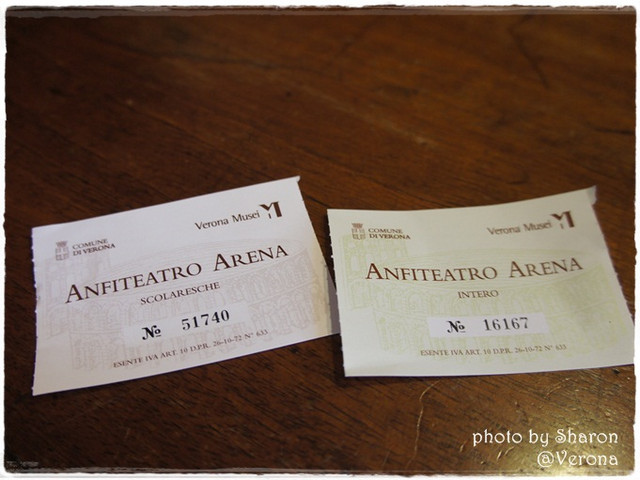 COMUNE
DI VERONA
Verona Musei M
ANFITEATRO ARENA
SCOLARESCHE
№ 51740
ESENTE IVA ART. 10 D.P.R. 26-10-72 N° 633
COMUNE
DI VERONA
Verona Musei M
ANFITEATRO ARENA
INTERO
№ 16167
ESENTE IVA ART. 10 D.P.R. 26-10-72 N° 633
photo by Sharon
@Verona